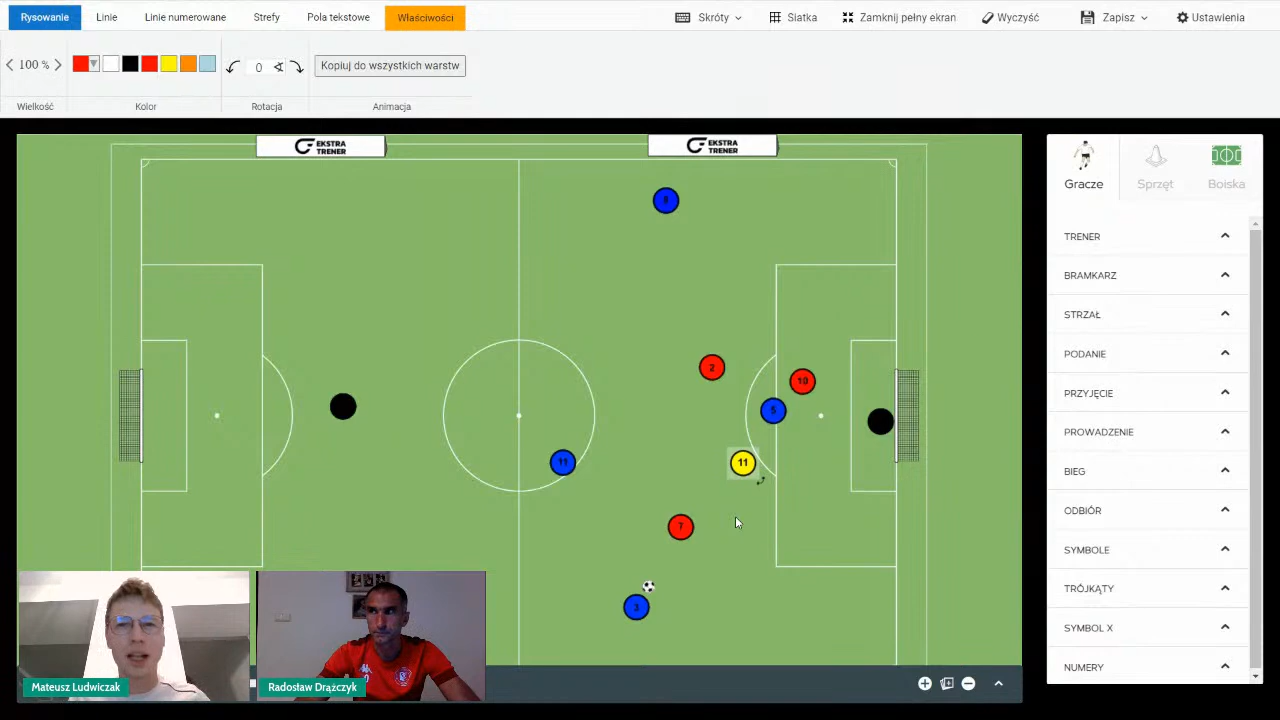 Rysowanie
Linie
Linie numerowane
Strefy
Pola tekstowe
Właściwości
Skróty
Siatka
Zamknij pełny ekran
Wyczyść
Zapisz
Ustawienia
100 %
0
Kopiuj do wszystkich warstw
Wielkość
Kolor
Rotacja
Animacja
EKSTRA
TRENER
EKSTRA
TRENER
2
10
5
11
11
7
3
Gracze
Sprzęt
Boiska
TRENER
BRAMKARZ
STRZAŁ
PODANIE
PRZYJĘCIE
PROWADZENIE
BIEG
ODBIÓR
SYMBOLE
TRÓJKĄTY
SYMBOL X
NUMERY
Mateusz Ludwiczak
Radosław Drążczyk